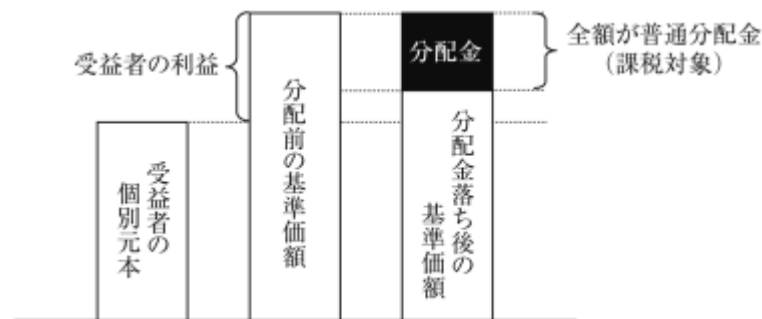 受益者の利益
受益者の
個別元本
分配前の基準価額
分配金
分配金落ち後の
基準価額
全額が普通分配金
（課税対象）